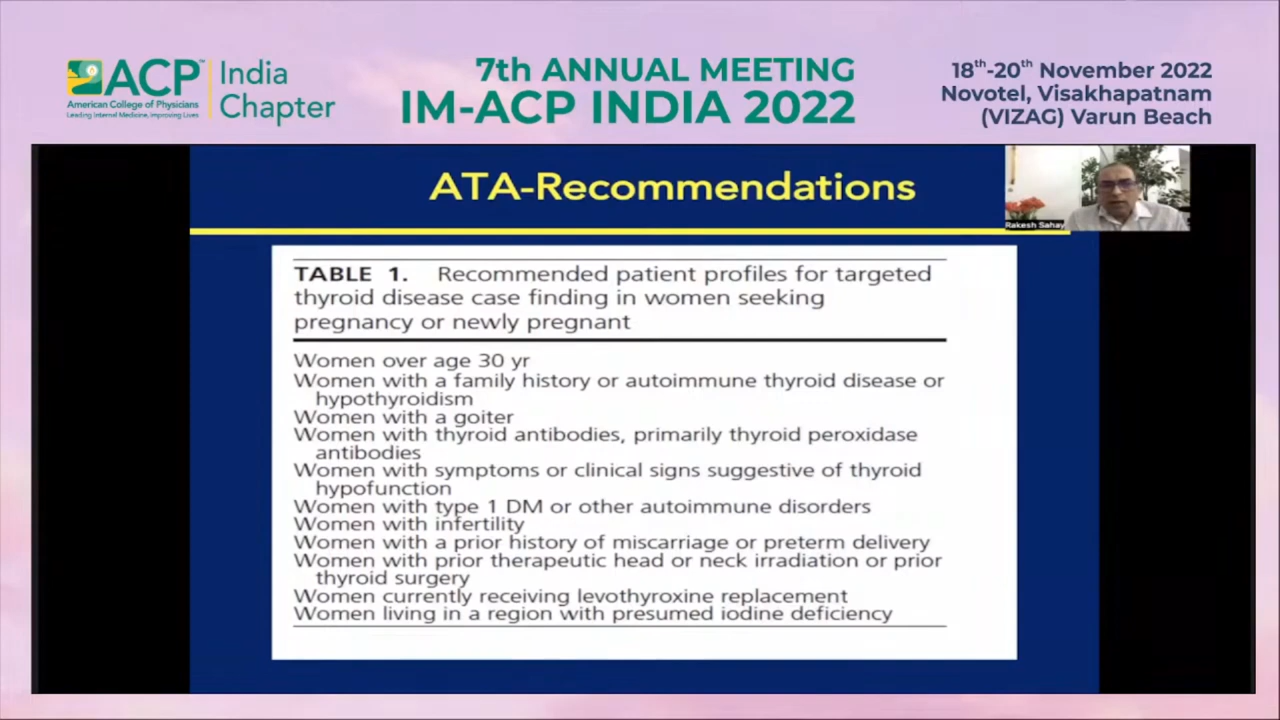 ACP™
American College of Physicians
Leading Internal Medicine, Improving Lives
India
Chapter
7th ANNUAL MEETING
IM-ACP INDIA 2022
18th-20th November 2022
Novotel, Visakhapatnam
(VIZAG) Varun Beach
ATA-Recommendations
Rakesh Sahay
TABLE 1. Recommended patient profiles for targeted
thyroid disease case finding in women seeking
pregnancy or newly pregnant
Women over age 30 yr
Women with a family history or autoimmune thyroid disease or
hypothyroidism
Women with a goiter
Women with thyroid antibodies, primarily thyroid peroxidase
antibodies
Women with symptoms or clinical signs suggestive of thyroid
hypofunction
Women with type 1 DM or other autoimmune disorders
Women with infertility
Women with a prior history of miscarriage or preterm delivery
Women with prior therapeutic head or neck irradiation or prior
thyroid surgery
Women currently receiving levothyroxine replacement
Women living in a region with presumed iodine deficiency